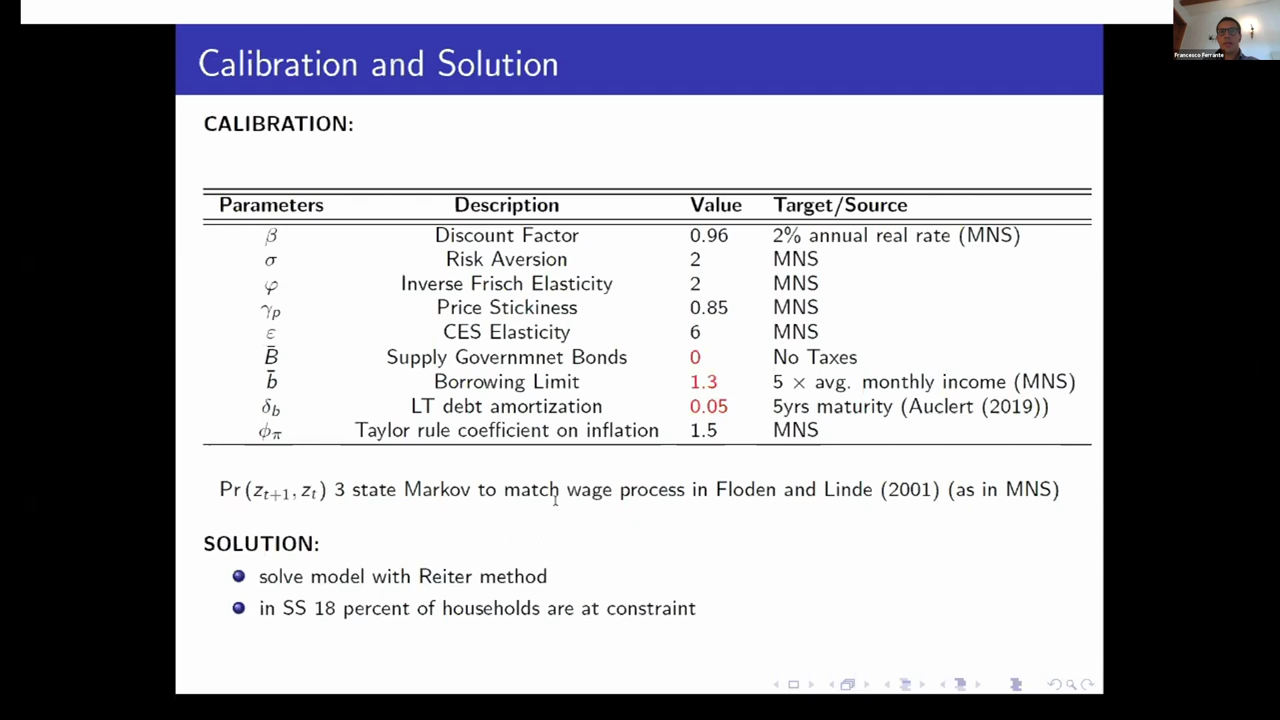 Francesco Ferrante
Calibration and Solution
CALIBRATION:
Parameters Description Value Target/Source
β Discount Factor 0.96 2% annual real rate (MNS)
σ Risk Aversion 2 MNS
φ Inverse Frisch Elasticity 2 MNS
γp Price Stickiness 0.85 MNS
ε CES Elasticity 6 MNS
B̄ Supply Governmnet Bonds 0 No Taxes
b̄ Borrowing Limit 1.3 5 × avg. monthly income (MNS)
δb LT debt amortization 0.05 5yrs maturity (Auclert (2019))
ϕπ Taylor rule coefficient on inflation 1.5 MNS
Pr (zt+1, zt) 3 state Markov to match wage process in Floden and Linde (2001) (as in MNS)
SOLUTION:
solve model with Reiter method
in SS 18 percent of households are at constraint